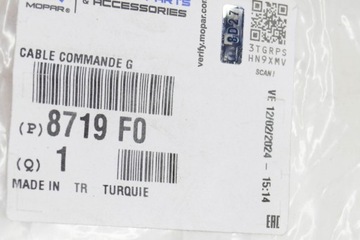 & ACCESSORIES
MOPAR
verify.mopar.com
3TGRPS
HN9XMV
SCAN!
CABLE COMMANDE G
VE 12/02/2024 - 15:14
(P) 8719 F0
(Q) 1
MADE IN TR TURQUIE
EAC